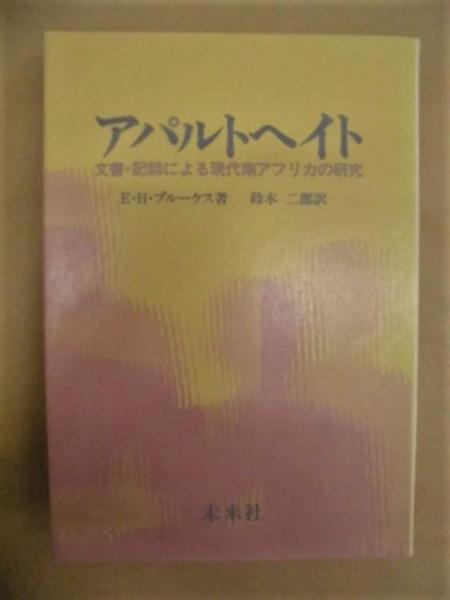 アパルトヘイト
文書・記録による現代南アフリカの研究
E・H・ブルークス著 鈴木 二郎訳
未来社